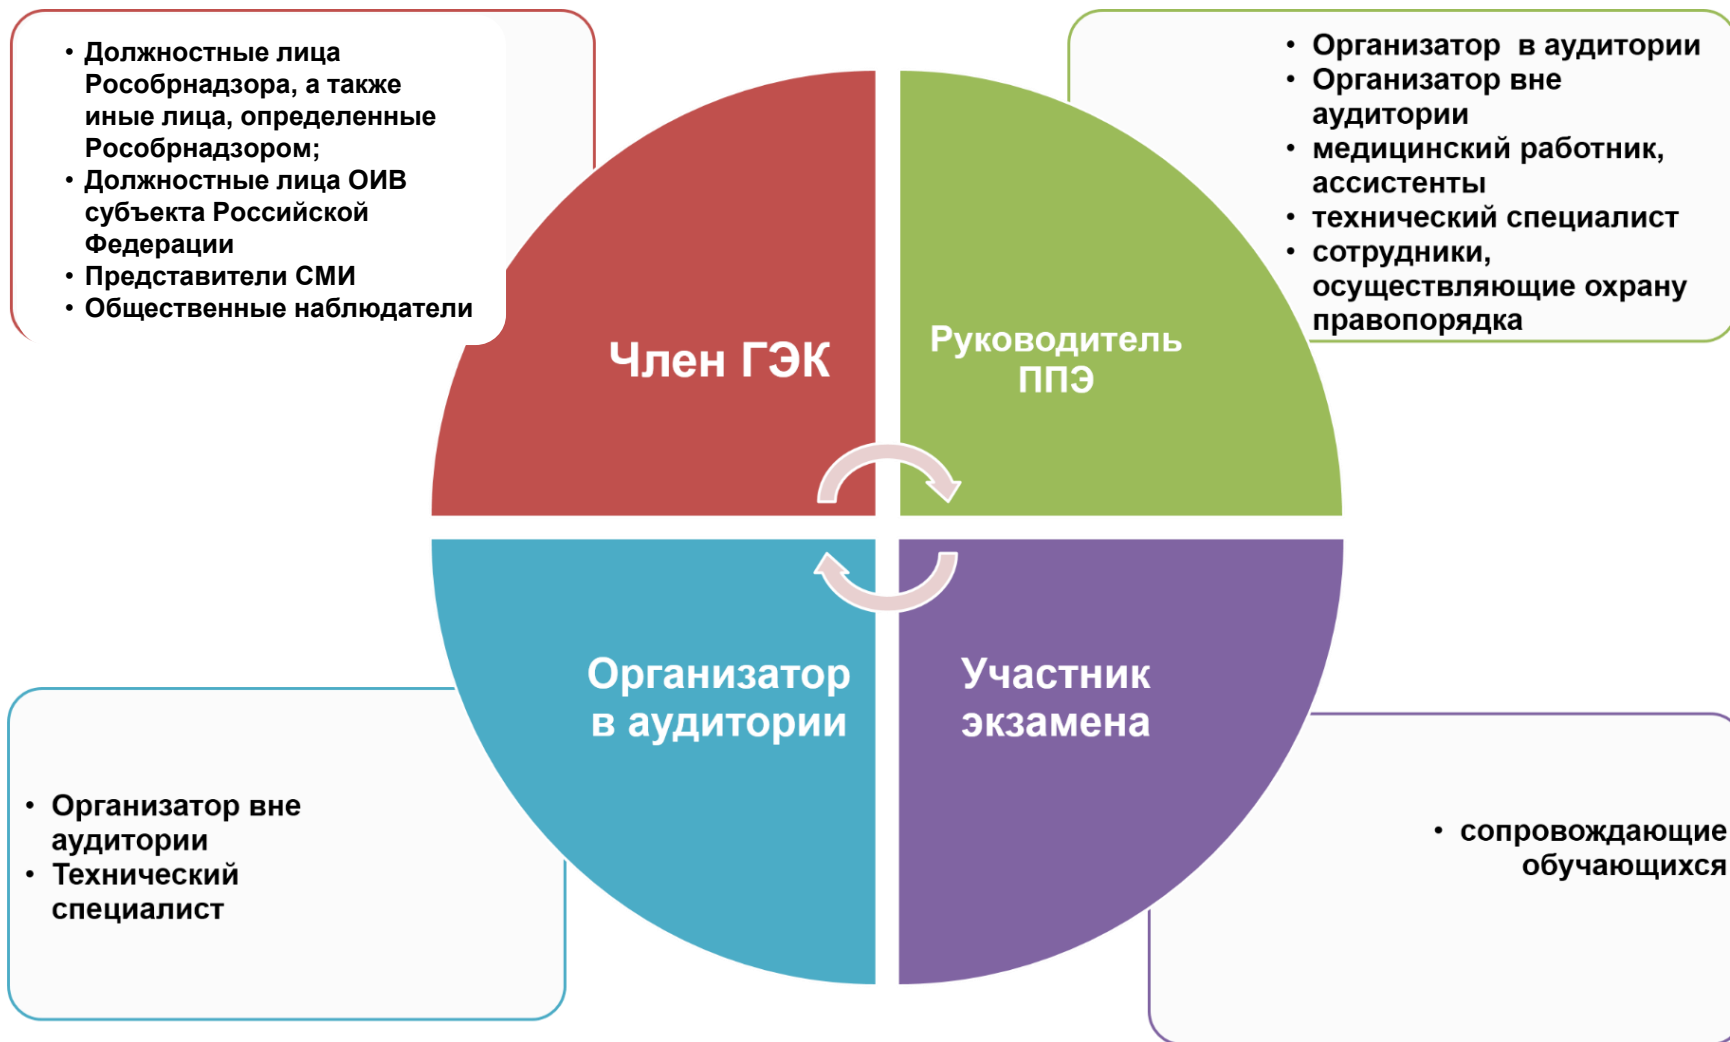 • Должностные лица
Рособрнадзора, а также
иные лица, определенные
Рособрнадзором;
• Должностные лица ОИВ
субъекта Российской
Федерации
• Представители СМИ
• Общественные наблюдатели
• Организатор в аудитории
• Организатор вне
аудитории
• медицинский работник,
ассистенты
• технический специалист
• сотрудники,
осуществляющие охрану
правопорядка
Член ГЭК
Руководитель
ППЭ
Организатор
в аудитории
Участник
экзамена
• Организатор вне
аудитории
• Технический
специалист
• сопровождающие
обучающихся